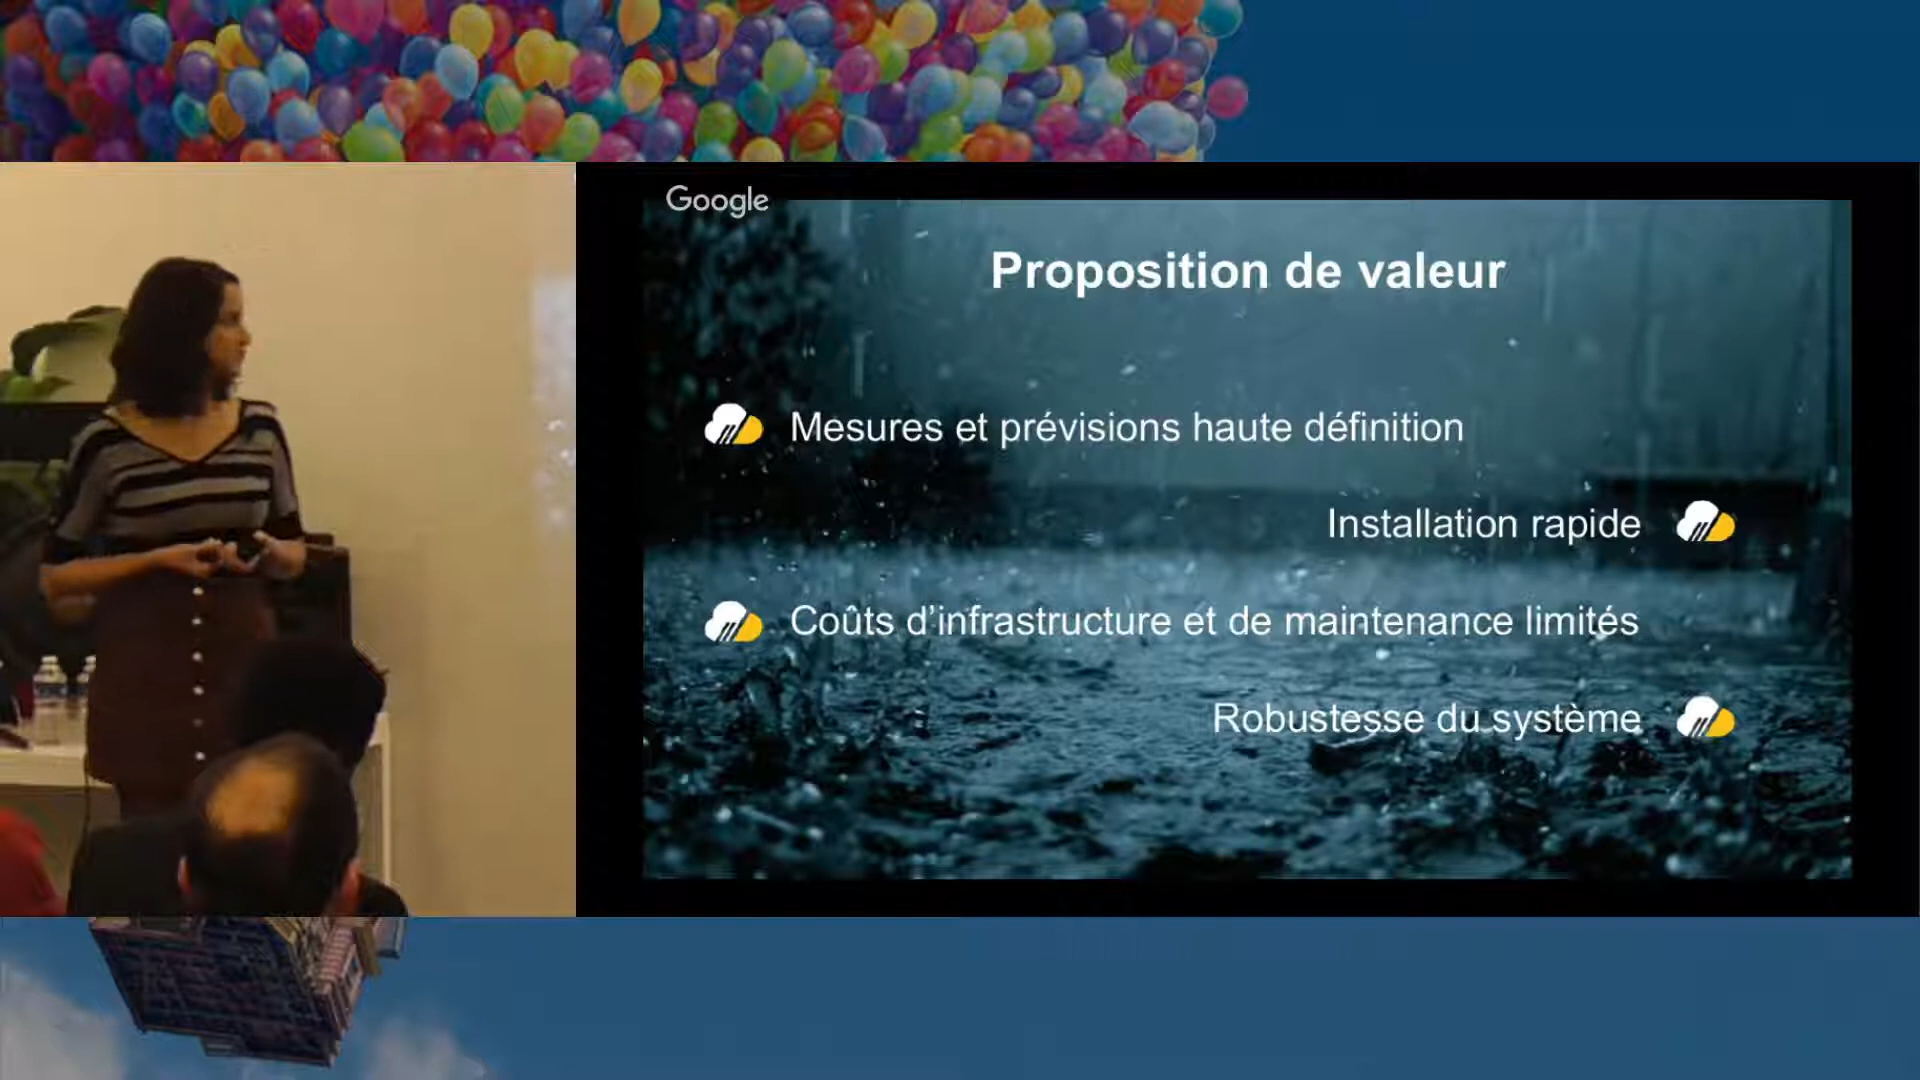 Google
Proposition de valeur
Mesures et prévisions haute définition
Installation rapide
Coûts d’infrastructure et de maintenance limités
Robustesse du système